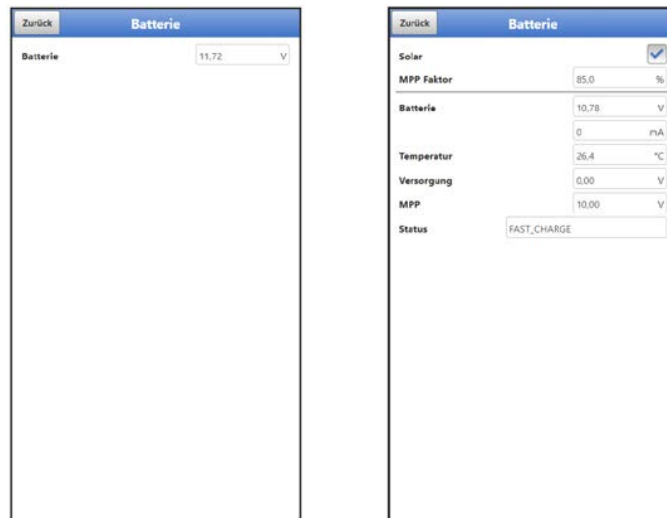 Zurück Batterie
Batterie 11,72 V
Zurück Batterie
Solar
MPP Faktor 85,0 %
Batterie 10,78 V
0 mA
Temperatur 26,4 °C
Versorgung 0,00 V
MPP 10,00 V
Status FAST_CHARGE